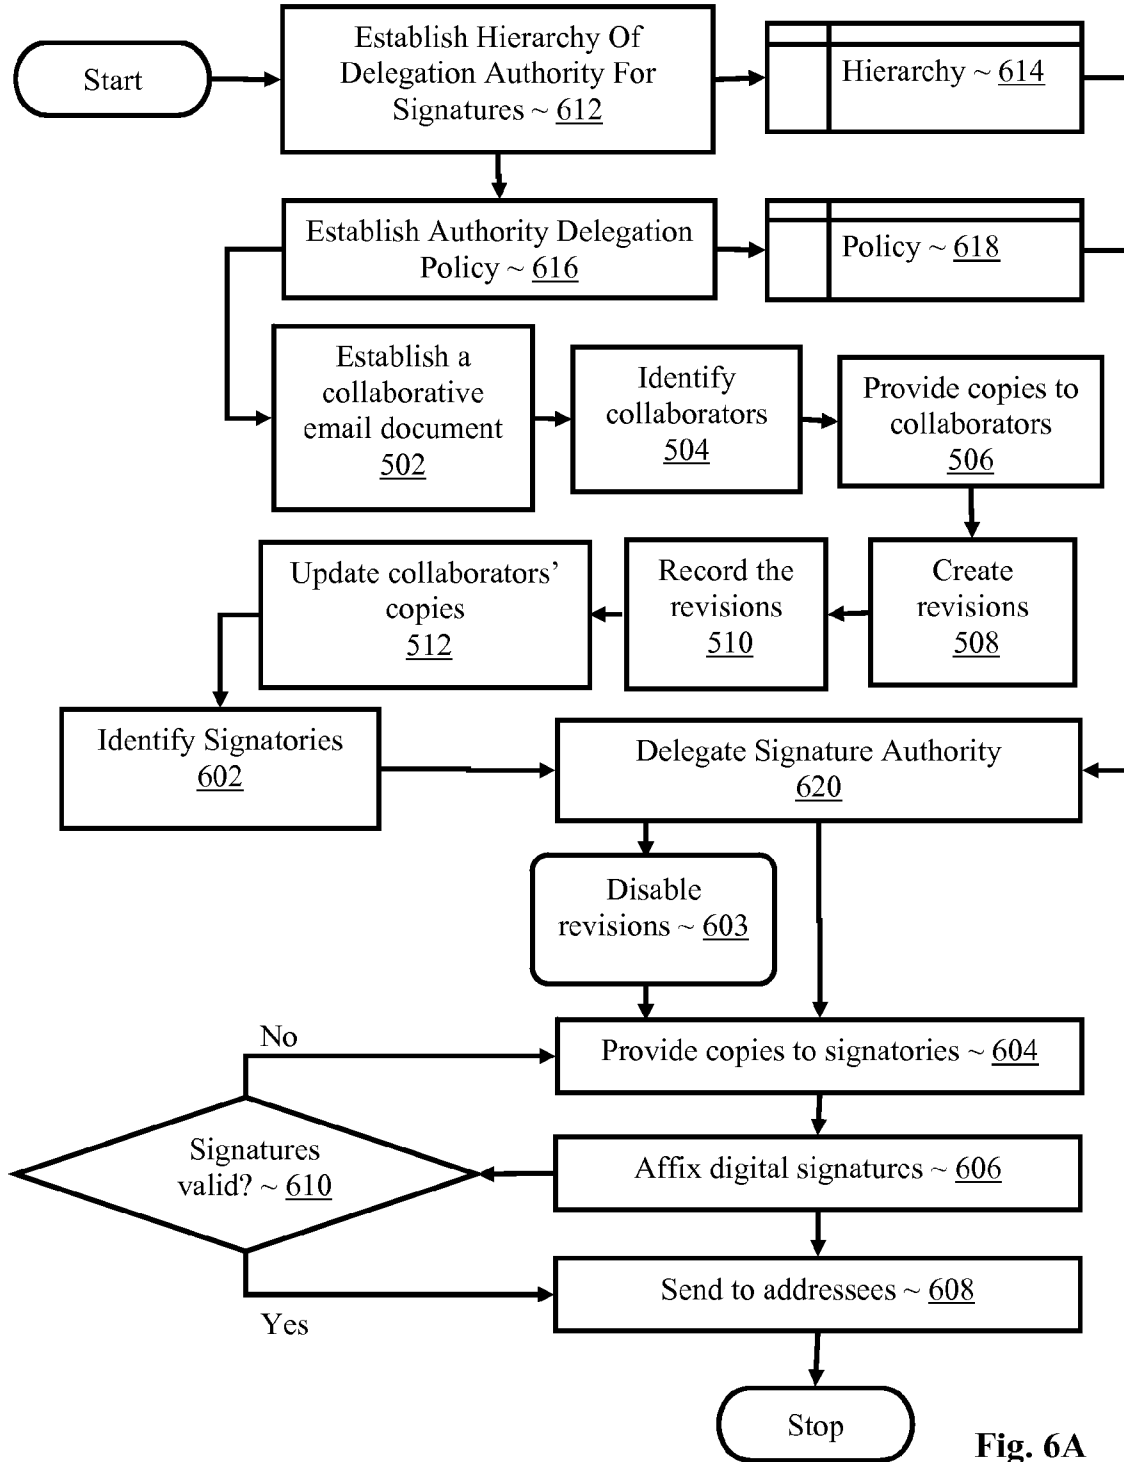 Start
Establish Hierarchy Of
Delegation Authority For
Signatures ~ 612
Hierarchy ~ 614
Establish Authority Delegation
Policy ~ 616
Policy ~ 618
Establish a
collaborative
email document
502
Identify
collaborators
504
Provide copies to
collaborators
506
Update collaborators’
copies
512
Record the
revisions
510
Create
revisions
508
Identify Signatories
602
Delegate Signature Authority
620
Disable
revisions ~ 603
No
Provide copies to signatories ~ 604
Signatures
valid? ~ 610
Affix digital signatures ~ 606
Send to addressees ~ 608
Yes
Stop
Fig. 6A